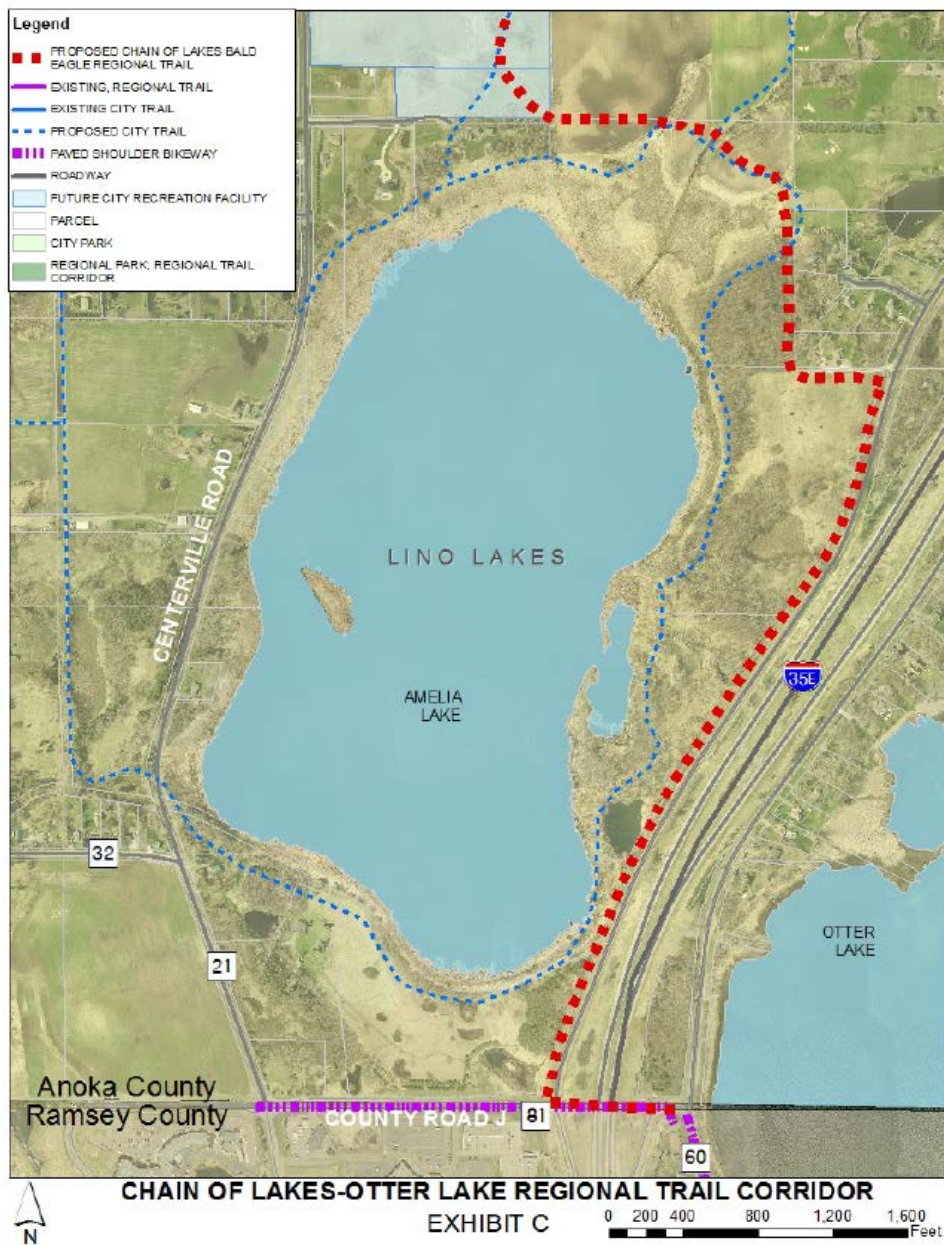 Legend
PROPOSED CHAIN OF LAKES BALD
EAGLE REGIONAL TRAIL
EXISTING, REGIONAL TRAIL
EXISTING CITY TRAIL
PROPOSED CITY TRAIL
PAVED SHOULDER BIKEWAY
ROADWAY
FUTURE CITY RECREATION FACILITY
PARCEL
CITY PARK
REGIONAL PARK; REGIONAL TRAIL
CORRIDOR
CENTERVILLE ROAD
LINO LAKES
35E
AMELIA
LAKE
32
OTTER
LAKE
21
Anoka County
Ramsey County
COUNTY ROAD J
81
60
CHAIN OF LAKES-OTTER LAKE REGIONAL TRAIL CORRIDOR
EXHIBIT C
N
0 200 400 800 1,200 1,600
Feet